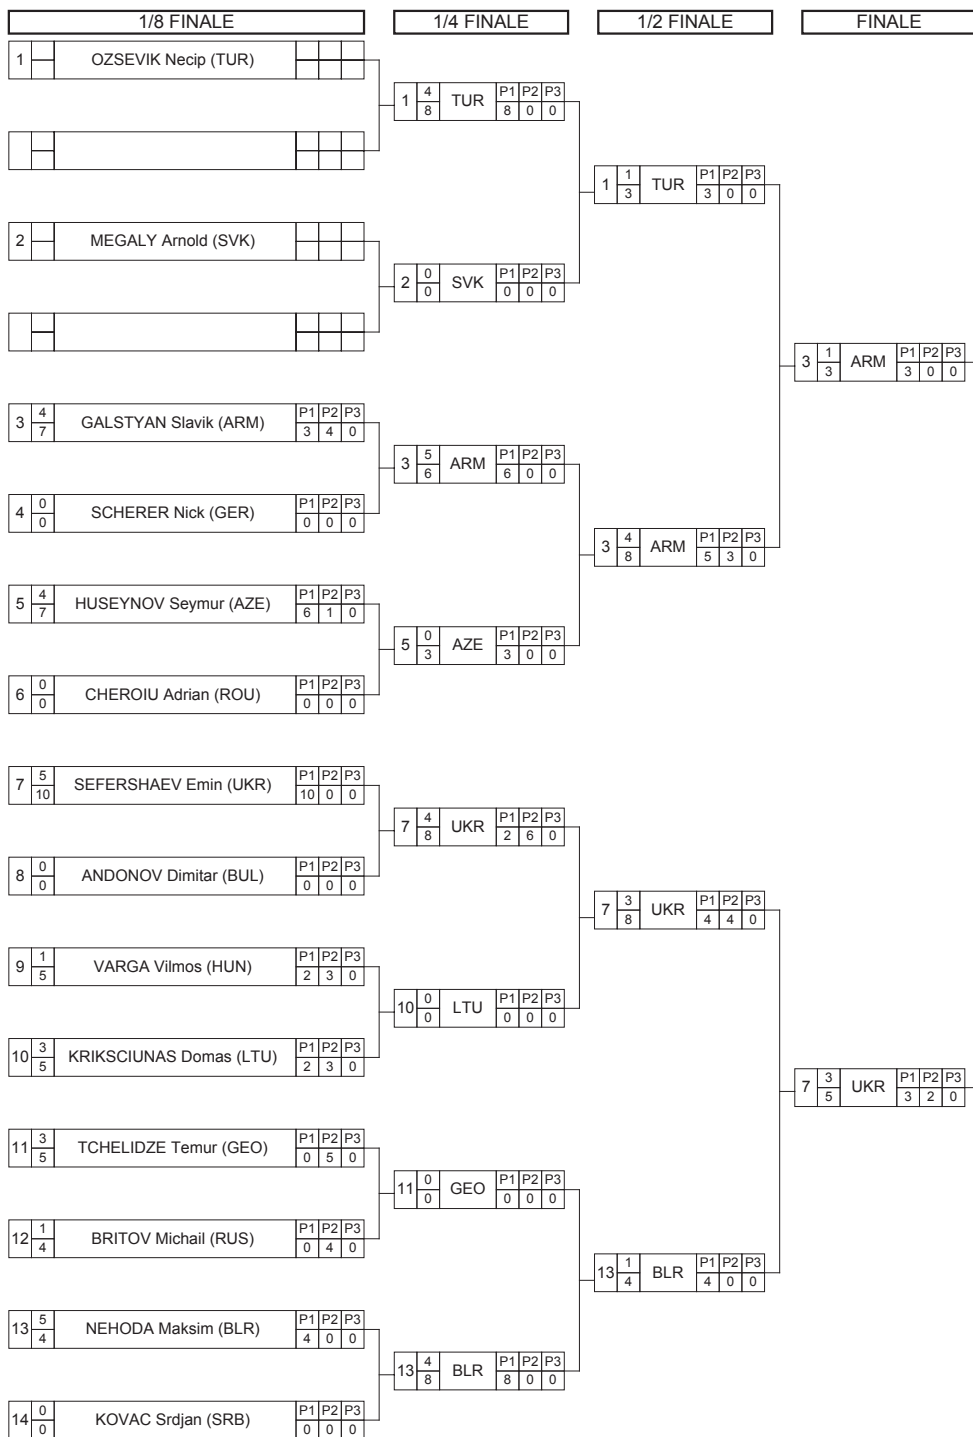 1/8 FINALE 1/4 FINALE 1/2 FINALE FINALE
1 OZSEVIK Necip (TUR)
1 4 8 TUR P1 P2 P3 8 0 0
1 1 3 TUR P1 P2 P3 3 0 0
2 MEGALY Arnold (SVK)
2 0 0 SVK P1 P2 P3 0 0 0
3 1 3 ARM P1 P2 P3 3 0 0
3 4 7 GALSTYAN Slavik (ARM) P1 P2 P3 3 4 0
3 5 6 ARM P1 P2 P3 6 0 0
4 0 0 SCHERER Nick (GER) P1 P2 P3 0 0 0
3 4 8 ARM P1 P2 P3 5 3 0
5 4 7 HUSEYNOV Seymur (AZE) P1 P2 P3 6 1 0
5 0 3 AZE P1 P2 P3 3 0 0
6 0 0 CHEROIU Adrian (ROU) P1 P2 P3 0 0 0
7 5 10 SEFERSHAEV Emin (UKR) P1 P2 P3 10 0 0
7 4 8 UKR P1 P2 P3 2 6 0
8 0 0 ANDONOV Dimitar (BUL) P1 P2 P3 0 0 0
7 3 8 UKR P1 P2 P3 4 4 0
9 1 5 VARGA Vilmos (HUN) P1 P2 P3 2 3 0
10 0 0 LTU P1 P2 P3 0 0 0
10 3 5 KRIKSCIUNAS Domas (LTU) P1 P2 P3 2 3 0
7 3 5 UKR P1 P2 P3 3 2 0
11 3 5 TCHELIDZE Temur (GEO) P1 P2 P3 0 5 0
11 0 0 GEO P1 P2 P3 0 0 0
12 1 4 BRITOV Michail (RUS) P1 P2 P3 0 4 0
13 1 4 BLR P1 P2 P3 4 0 0
13 5 4 NEHODA Maksim (BLR) P1 P2 P3 4 0 0
13 4 8 BLR P1 P2 P3 8 0 0
14 0 0 KOVAC Srdjan (SRB) P1 P2 P3 0 0 0